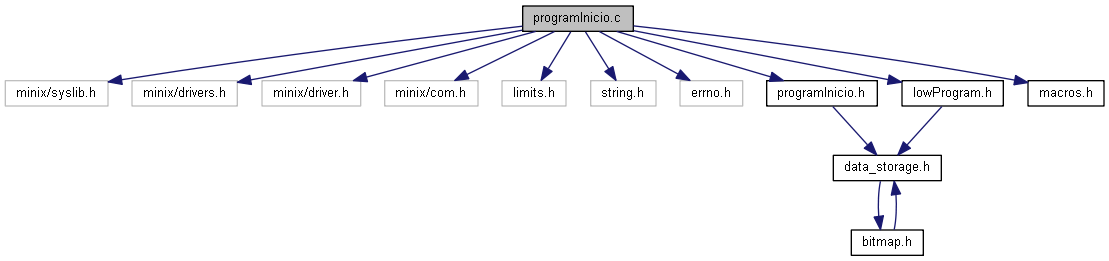 programInicio.c
minix/syslib.h
minix/drivers.h
minix/driver.h
minix/com.h
limits.h
string.h
errno.h
programInicio.h
lowProgram.h
macros.h
data_storage.h
bitmap.h